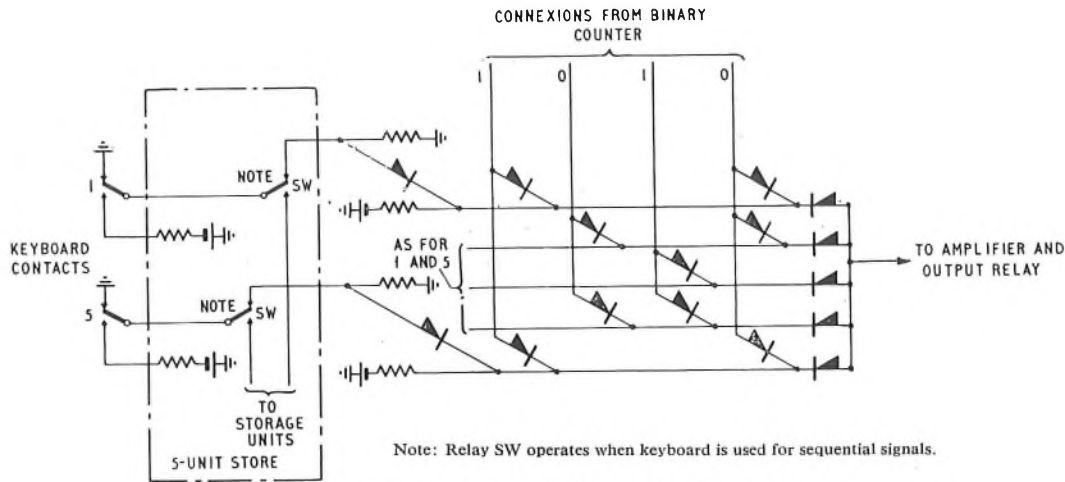 CONNEXIONS FROM BINARY
COUNTER
1 0 1 0
1
NOTE
SW
KEYBOARD
CONTACTS
AS FOR
1 AND 5
TO AMPLIFIER AND
OUTPUT RELAY
5
NOTE
SW
TO
STORAGE
UNITS
5-UNIT STORE
Note: Relay SW operates when keyboard is used for sequential signals.